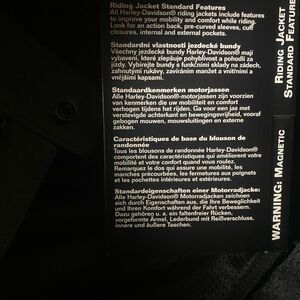 Riding Jacket Standard Features
All Harley-Davidson® riding jackets include features
to improve your mobility and comfort while riding.
Look for an action back, pre-curved sleeves, cuff
closures, internal and external pockets.
Standardní vlastnosti jezdecké bundy
Všechny jezdecké bundy Harley-Davidson® mají
vybavení, které zlepšuje pohyblivost a pohodlí za
jízdy. Vybírejte bundy s funkčními sklady na zádech,
zahnutými rukávy, zavíráním manžet a vnitřními a
vnějšími kapsami.
Standaardkenmerken motorjassen
Alle Harley-Davidson®-motorjassen zijn voorzien
van kenmerken die uw mobiliteit en comfort
verhogen tijdens het rijden. Ga voor een jas met
verstevigde achterkant en bewegingsvrijheid, vooraf
gebogen mouwen, mouwsluitingen en externe
zakken.
Caractéristiques de base du blouson de
randonnée
Tous les blousons de randonnée Harley-Davidson®
comportent des caractéristiques qui améliorent votre
mobilité et votre confort quand vous roulez.
Remarquez le dos qui assure une mobilité, les
manches précourbées, les fermetures aux poignets
et les pochettes intérieures et extérieures.
Standardeigenschaften einer Motorradjacke:
Alle Harley-Davidson® Motorradjacken zeichnen
sich durch Eigenschaften aus, die Ihre Beweglichkeit
und Ihren Komfort während der Fahrt verbessern.
Dazu gehören u. a. ein faltenfreier Rücken,
vorgeformte Ärmel, Lederbund mit Reißverschluss,
innere und äußere Taschen.
Riding Jacket
Standard Feature
WARNING: Magnetic